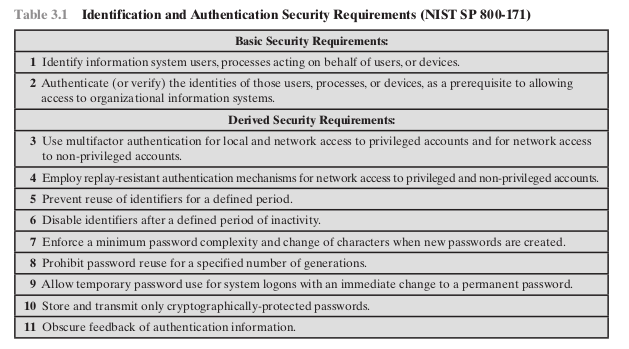 Table 3.1 Identification and Authentication Security Requirements (NIST SP 800-171)
Basic Security Requirements:
1 Identify information system users, processes acting on behalf of users, or devices.
2 Authenticate (or verify) the identities of those users, processes, or devices, as a prerequisite to allowing
access to organizational information systems.
Derived Security Requirements:
3 Use multifactor authentication for local and network access to privileged accounts and for network access
to non-privileged accounts.
4 Employ replay-resistant authentication mechanisms for network access to privileged and non-privileged accounts.
5 Prevent reuse of identifiers for a defined period.
6 Disable identifiers after a defined period of inactivity.
7 Enforce a minimum password complexity and change of characters when new passwords are created.
8 Prohibit password reuse for a specified number of generations.
9 Allow temporary password use for system logons with an immediate change to a permanent password.
10 Store and transmit only cryptographically-protected passwords.
11 Obscure feedback of authentication information.